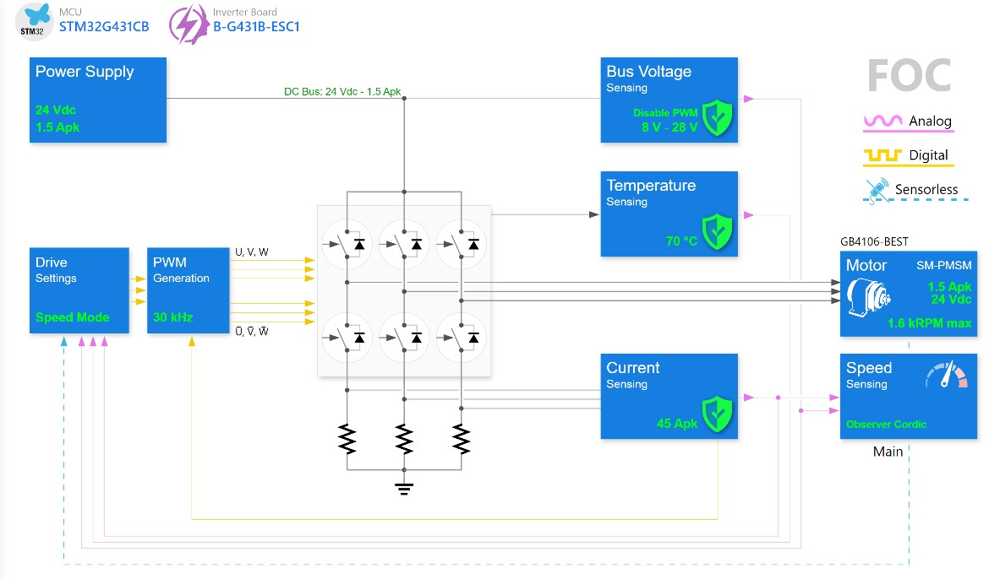 MCU
STM32G431CB
STM32
Inverter Board
B-G431B-ESC1
Power Supply
24 Vdc
1.5 Apk
DC Bus: 24 Vdc - 1.5 Apk
Bus Voltage
Sensing
Disable PWM
8 V - 28 V
FOC
Analog
Digital
Sensorless
Temperature
Sensing
70 °C
Drive
Settings
Speed Mode
PWM
Generation
30 kHz
U, V, W
U̅, V̅, W̅
GB4106-BEST
Motor
SM-PMSM
1.5 Apk
24 Vdc
1.6 kRPM max
Current
Sensing
45 Apk
Speed
Sensing
Observer Cordic
Main